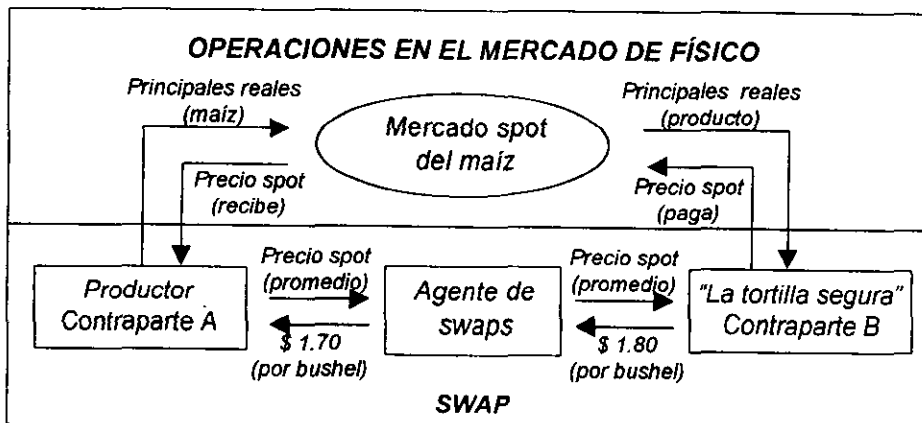 OPERACIONES EN EL MERCADO DE FÍSICO
Principales reales
(maíz)
Mercado spot
del maíz
Principales reales
(producto)
Precio spot
(recibe)
Precio spot
(paga)
Productor
Contraparte A
Precio spot
(promedio)
$ 1.70
(por bushel)
Agente de
swaps
Precio spot
(promedio)
$ 1.80
(por bushel)
"La tortilla segura"
Contraparte B
SWAP